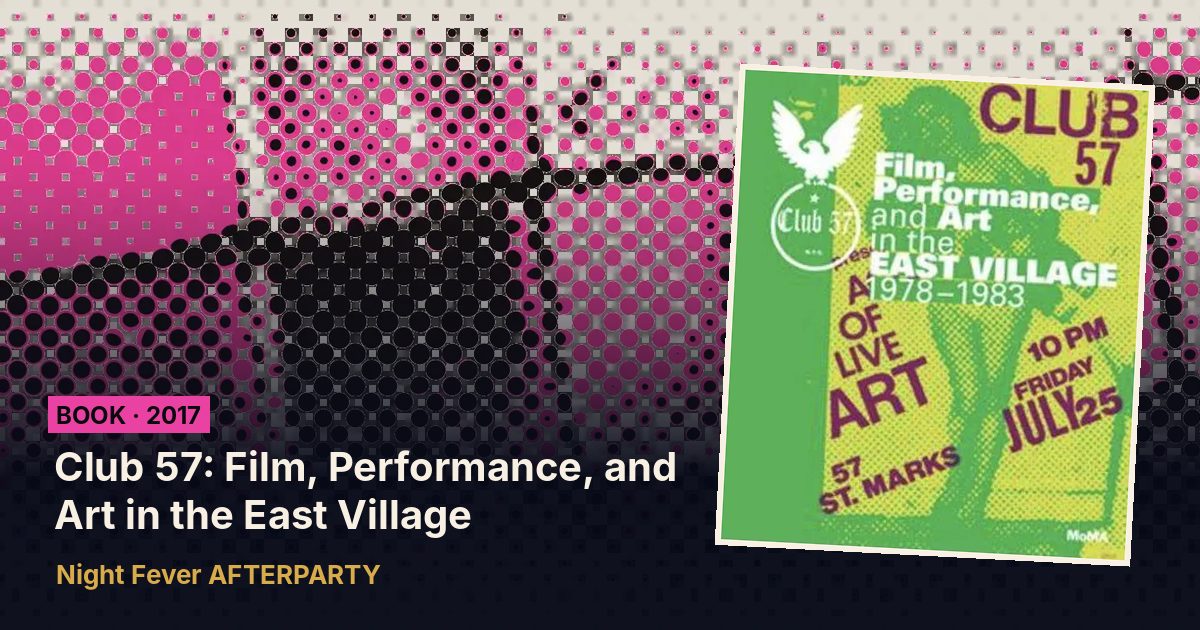 BOOK · 2017
Club 57: Film, Performance, and
Art in the East Village
Night Fever AFTERPARTY
CLUB
57
Film,
Performance,
and Art
in the
EAST VILLAGE
1978–1983
Club 57
A
OF
LIVE
ART
10 PM
FRIDAY
JULY 25
57
ST. MARKS
MoMA